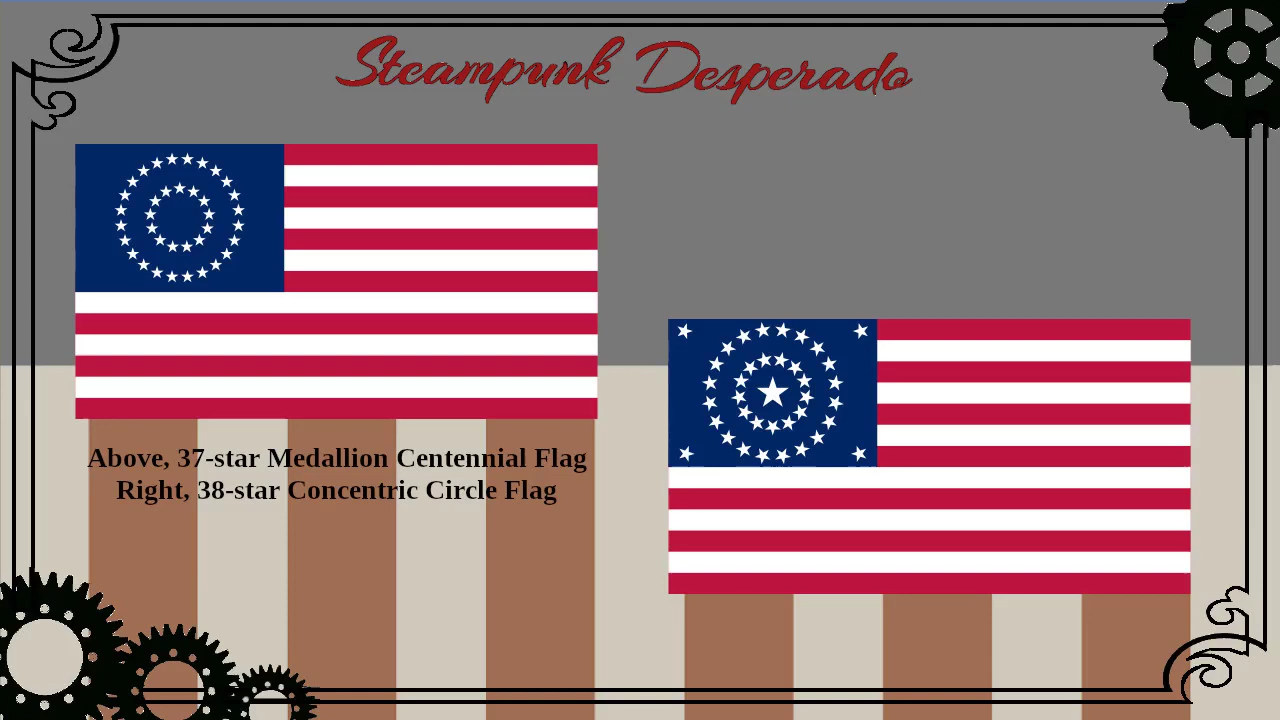 Steampunk Desperado
Above, 37-star Medallion Centennial Flag
Right, 38-star Concentric Circle Flag